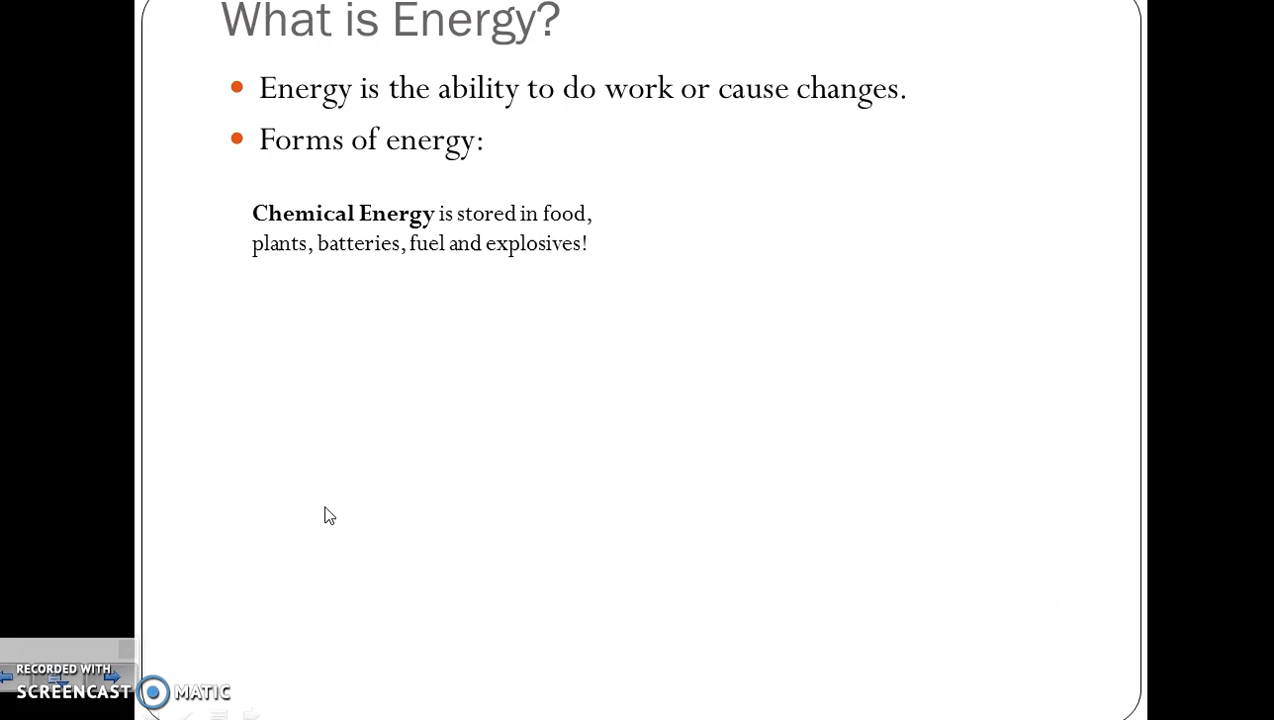 What is Energy?
Energy is the ability to do work or cause changes.
Forms of energy:
Chemical Energy is stored in food,
plants, batteries, fuel and explosives!
RECORDED WITH
SCREENCAST MATIC